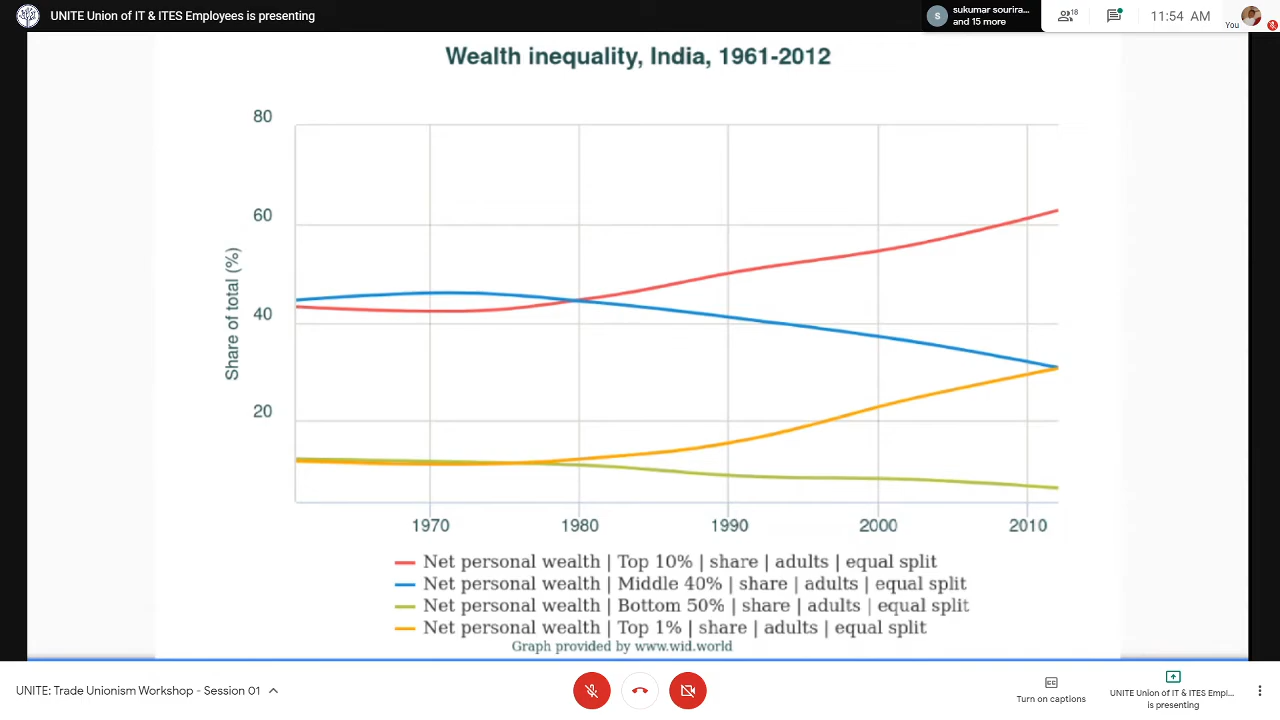 UNITE Union of IT & ITES Employees is presenting
S
sukumar sourira...
and 15 more
18
11:54 AM
You
Wealth inequality, India, 1961-2012
80
60
40
20
Share of total (%)
1970
1980
1990
2000
2010
Net personal wealth | Top 10% | share | adults | equal split
Net personal wealth | Middle 40% | share | adults | equal split
Net personal wealth | Bottom 50% | share | adults | equal split
Net personal wealth | Top 1% | share | adults | equal split
Graph provided by www.wid.world
UNITE: Trade Unionism Workshop - Session 01
CC
Turn on captions
UNITE Union of IT & ITES Empl...
is presenting